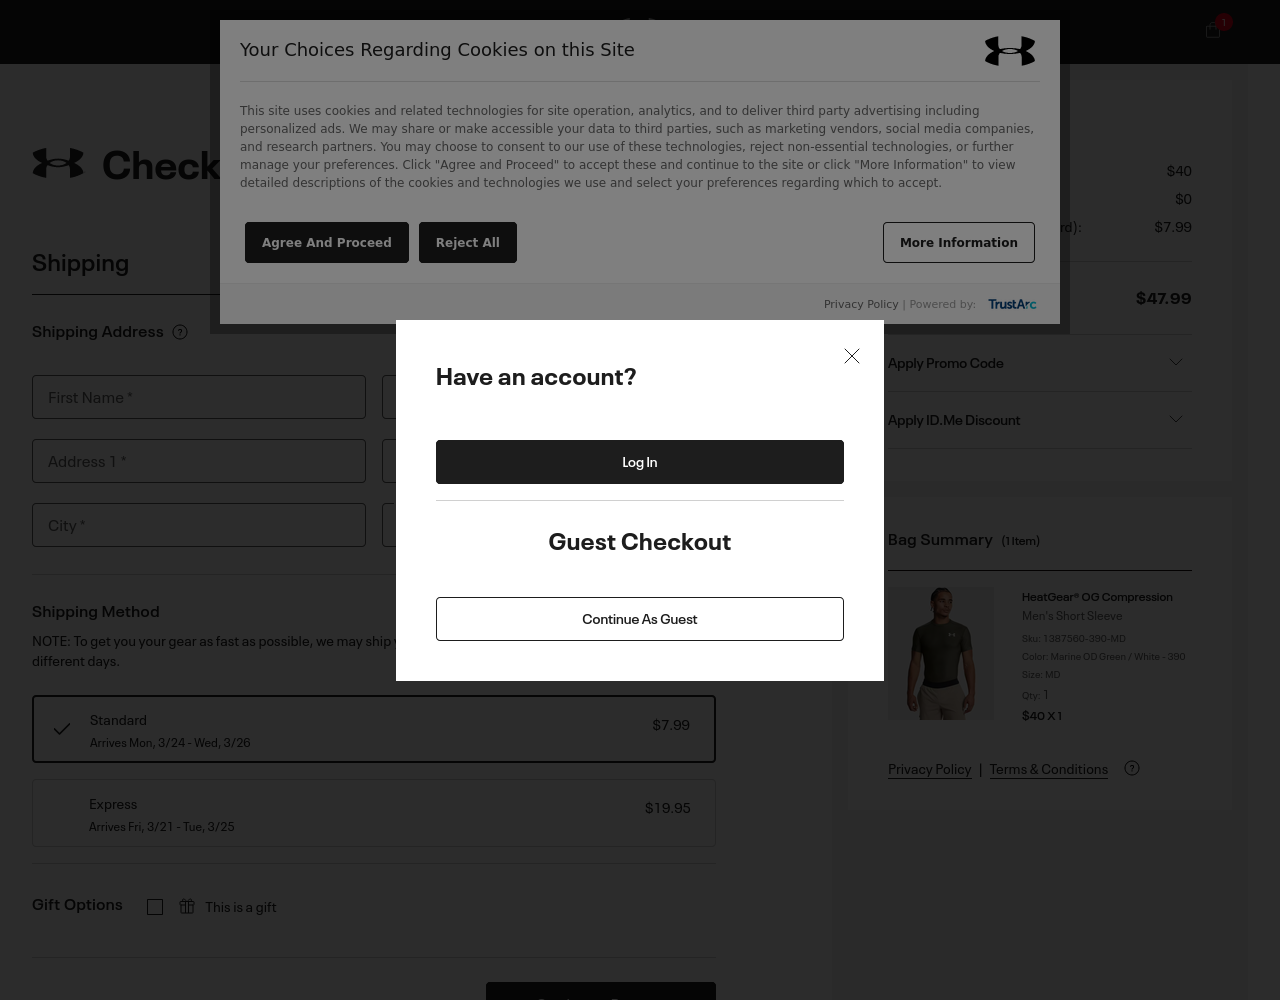 1
Your Choices Regarding Cookies on this Site
This site uses cookies and related technologies for site operation, analytics, and to deliver third party advertising including
personalized ads. We may share or make accessible your data to third parties, such as marketing vendors, social media companies,
and research partners. You may choose to consent to our use of these technologies, reject non-essential technologies, or further
manage your preferences. Click "Agree and Proceed" to accept these and continue to the site or click "More Information" to view
detailed descriptions of the cookies and technologies we use and select your preferences regarding which to accept.
Agree And Proceed
Reject All
More Information
Privacy Policy | Powered by: TrustArc
Check
Shipping
Shipping Address ?
First Name *
Address 1 *
City *
Shipping Method
NOTE: To get you your gear as fast as possible, we may ship
different days.
Standard
$7.99
Arrives Mon, 3/24 - Wed, 3/26
Express
$19.95
Arrives Fri, 3/21 - Tue, 3/25
Gift Options
This is a gift
Have an account?
Log In
Guest Checkout
Continue As Guest
$40
$0
rd):
$7.99
$47.99
Apply Promo Code
Apply ID.Me Discount
Bag Summary (1 Item)
HeatGear® OG Compression
Men's Short Sleeve
Sku: 1387560-390-MD
Color: Marine OD Green / White - 390
Size: MD
Qty: 1
$40 X 1
Privacy Policy | Terms & Conditions ?